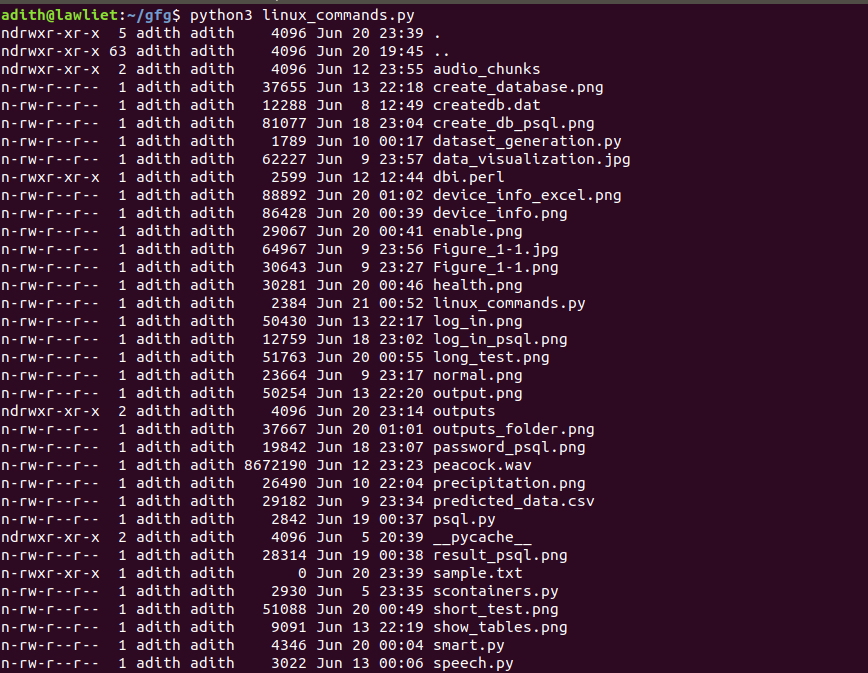 adith@lawliet:~/gfg$ python3 linux_commands.py
ndrwxr-xr-x  5 adith adith    4096 Jun 20 23:39 .
ndrwxr-xr-x 63 adith adith    4096 Jun 20 19:45 ..
ndrwxr-xr-x  2 adith adith    4096 Jun 12 23:55 audio_chunks
n-rw-r--r--  1 adith adith   37655 Jun 13 22:18 create_database.png
n-rw-r--r--  1 adith adith   12288 Jun  8 12:49 createdb.dat
n-rw-r--r--  1 adith adith   81077 Jun 18 23:04 create_db_psql.png
n-rw-r--r--  1 adith adith    1789 Jun 10 00:17 dataset_generation.py
n-rw-r--r--  1 adith adith   62227 Jun  9 23:57 data_visualization.jpg
n-rwxr-xr-x  1 adith adith    2599 Jun 12 12:44 dbi.perl
n-rw-r--r--  1 adith adith   88892 Jun 20 01:02 device_info_excel.png
n-rw-r--r--  1 adith adith   86428 Jun 20 00:39 device_info.png
n-rw-r--r--  1 adith adith   29067 Jun 20 00:41 enable.png
n-rw-r--r--  1 adith adith   64967 Jun  9 23:56 Figure_1-1.jpg
n-rw-r--r--  1 adith adith   30643 Jun  9 23:27 Figure_1-1.png
n-rw-r--r--  1 adith adith   30281 Jun 20 00:46 health.png
n-rw-r--r--  1 adith adith    2384 Jun 21 00:52 linux_commands.py
n-rw-r--r--  1 adith adith   50430 Jun 13 22:17 log_in.png
n-rw-r--r--  1 adith adith   12759 Jun 18 23:02 log_in_psql.png
n-rw-r--r--  1 adith adith   51763 Jun 20 00:55 long_test.png
n-rw-r--r--  1 adith adith   23664 Jun  9 23:17 normal.png
n-rw-r--r--  1 adith adith   50254 Jun 13 22:20 output.png
ndrwxr-xr-x  2 adith adith    4096 Jun 20 23:14 outputs
n-rw-r--r--  1 adith adith   37667 Jun 20 01:01 outputs_folder.png
n-rw-r--r--  1 adith adith   19842 Jun 18 23:07 password_psql.png
n-rw-r--r--  1 adith adith 8672190 Jun 12 23:23 peacock.wav
n-rw-r--r--  1 adith adith   26490 Jun 10 22:04 precipitation.png
n-rw-r--r--  1 adith adith   29182 Jun  9 23:34 predicted_data.csv
n-rw-r--r--  1 adith adith    2842 Jun 19 00:37 psql.py
ndrwxr-xr-x  2 adith adith    4096 Jun  5 20:39 __pycache__
n-rw-r--r--  1 adith adith   28314 Jun 19 00:38 result_psql.png
n-rwxr-xr-x  1 adith adith       0 Jun 20 23:39 sample.txt
n-rw-r--r--  1 adith adith    2930 Jun  5 23:35 scontainers.py
n-rw-r--r--  1 adith adith   51088 Jun 20 00:49 short_test.png
n-rw-r--r--  1 adith adith    9091 Jun 13 22:19 show_tables.png
n-rw-r--r--  1 adith adith    4346 Jun 20 00:04 smart.py
n-rw-r--r--  1 adith adith    3022 Jun 13 00:06 speech.py